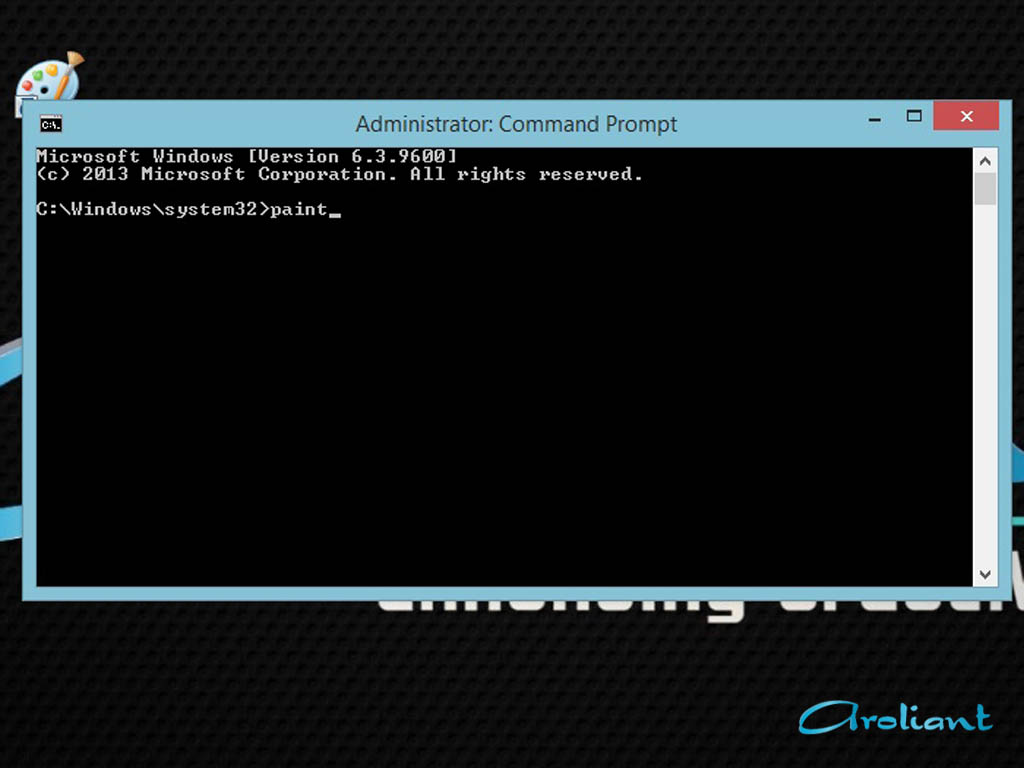 Administrator: Command Prompt
C:\.
Microsoft Windows [Version 6.3.9600]
(c) 2013 Microsoft Corporation. All rights reserved.
C:\Windows\system32>paint_
Aroliant